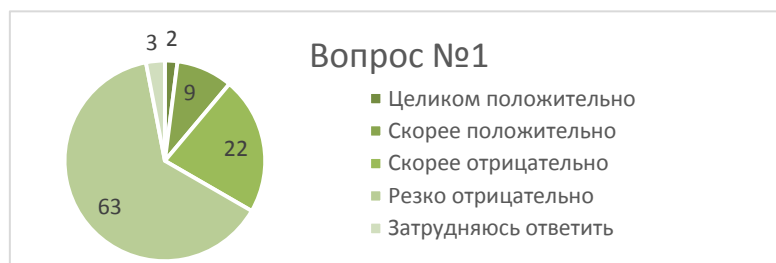 3 2
9
22
63
Вопрос №1
Целиком положительно
Скорее положительно
Скорее отрицательно
Резко отрицательно
Затрудняюсь ответить